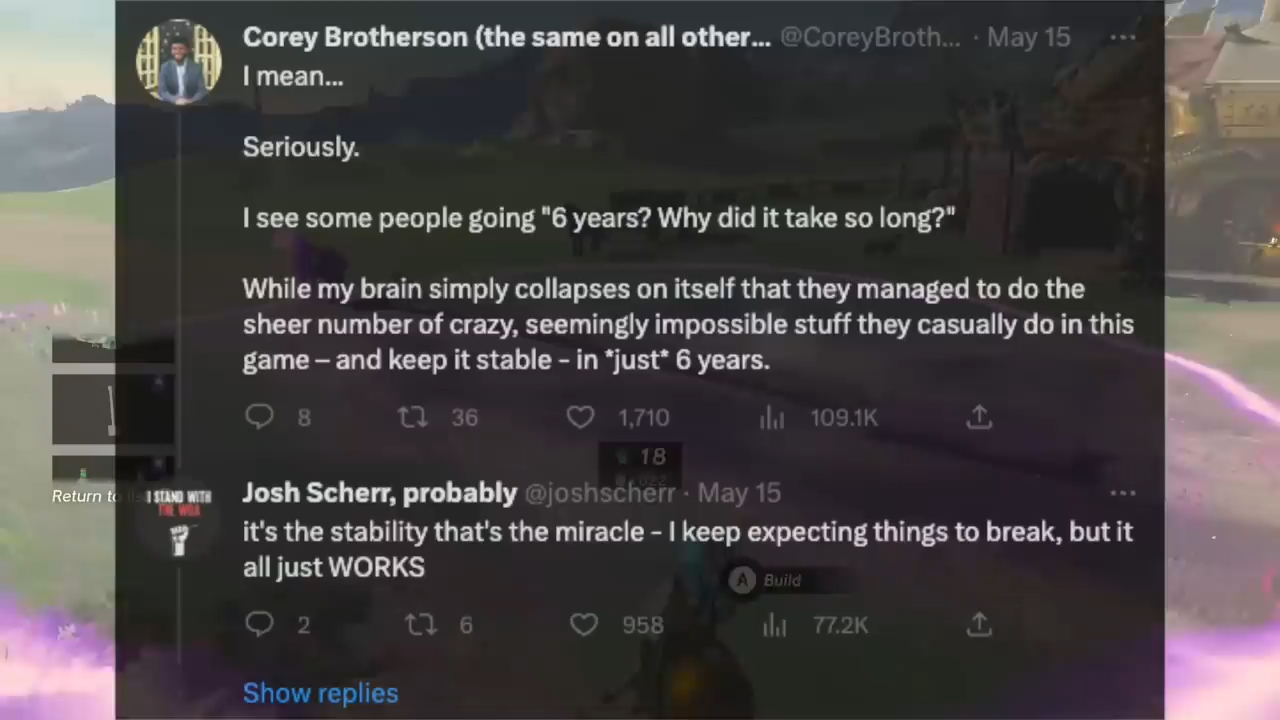 Corey Brotherson (the same on all other... @CoreyBroth... · May 15
I mean...
Seriously.
I see some people going "6 years? Why did it take so long?"
While my brain simply collapses on itself that they managed to do the
sheer number of crazy, seemingly impossible stuff they casually do in this
game – and keep it stable - in *just* 6 years.
8 36 1,710 109.1K
18
Return to
I STAND WITH
THE WGA
Josh Scherr, probably @joshscherr · May 15
it's the stability that's the miracle - I keep expecting things to break, but it
all just WORKS
A Build
2 6 958 77.2K
Show replies